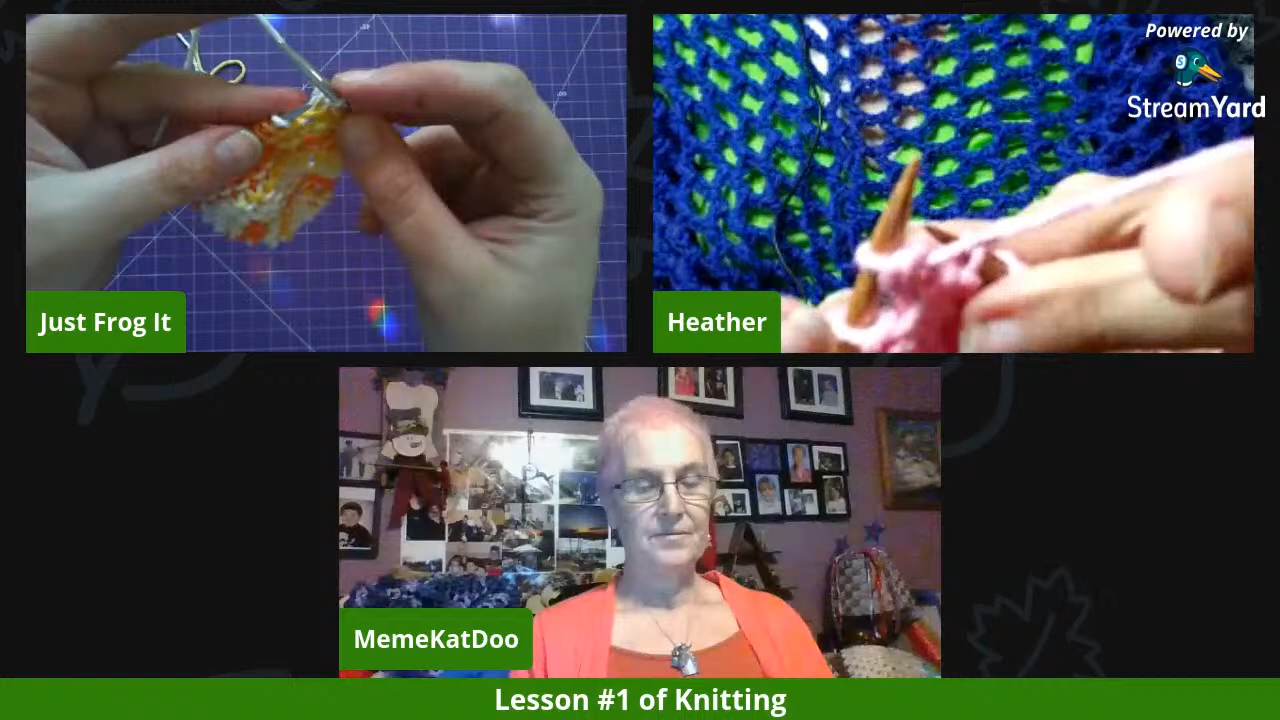 Powered by
StreamYard
Just Frog It
Heather
MemeKatDoo
Lesson #1 of Knitting